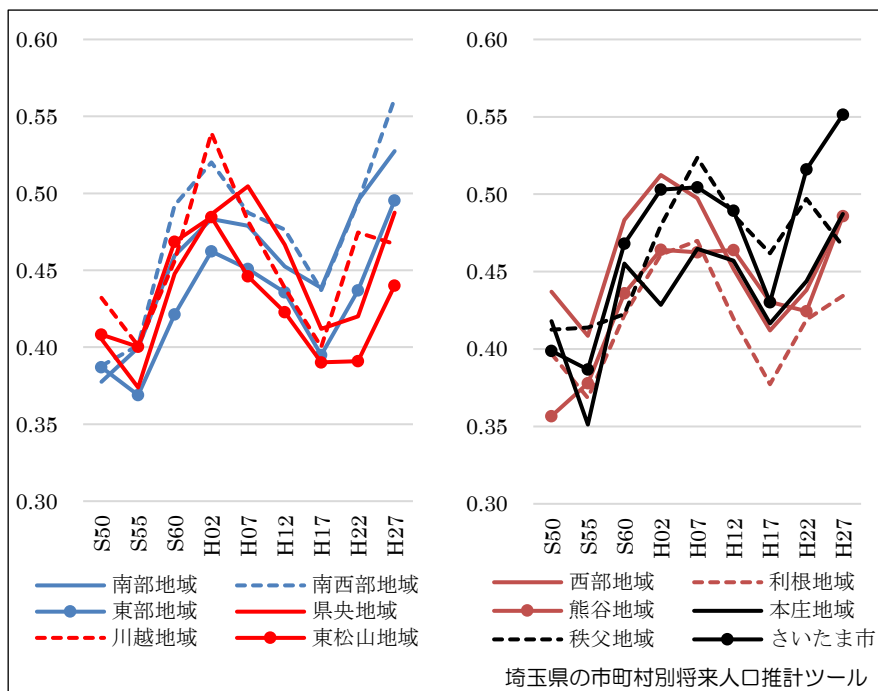 0.60
0.55
0.50
0.45
0.40
0.35
0.30
S50
S55
S60
H02
H07
H12
H17
H22
H27
南部地域
南西部地域
東部地域
県央地域
川越地域
東松山地域
0.60
0.55
0.50
0.45
0.40
0.35
0.30
S50
S55
S60
H02
H07
H12
H17
H22
H27
西部地域
利根地域
熊谷地域
本庄地域
秩父地域
さいたま市
埼玉県の市町村別将来人口推計ツール